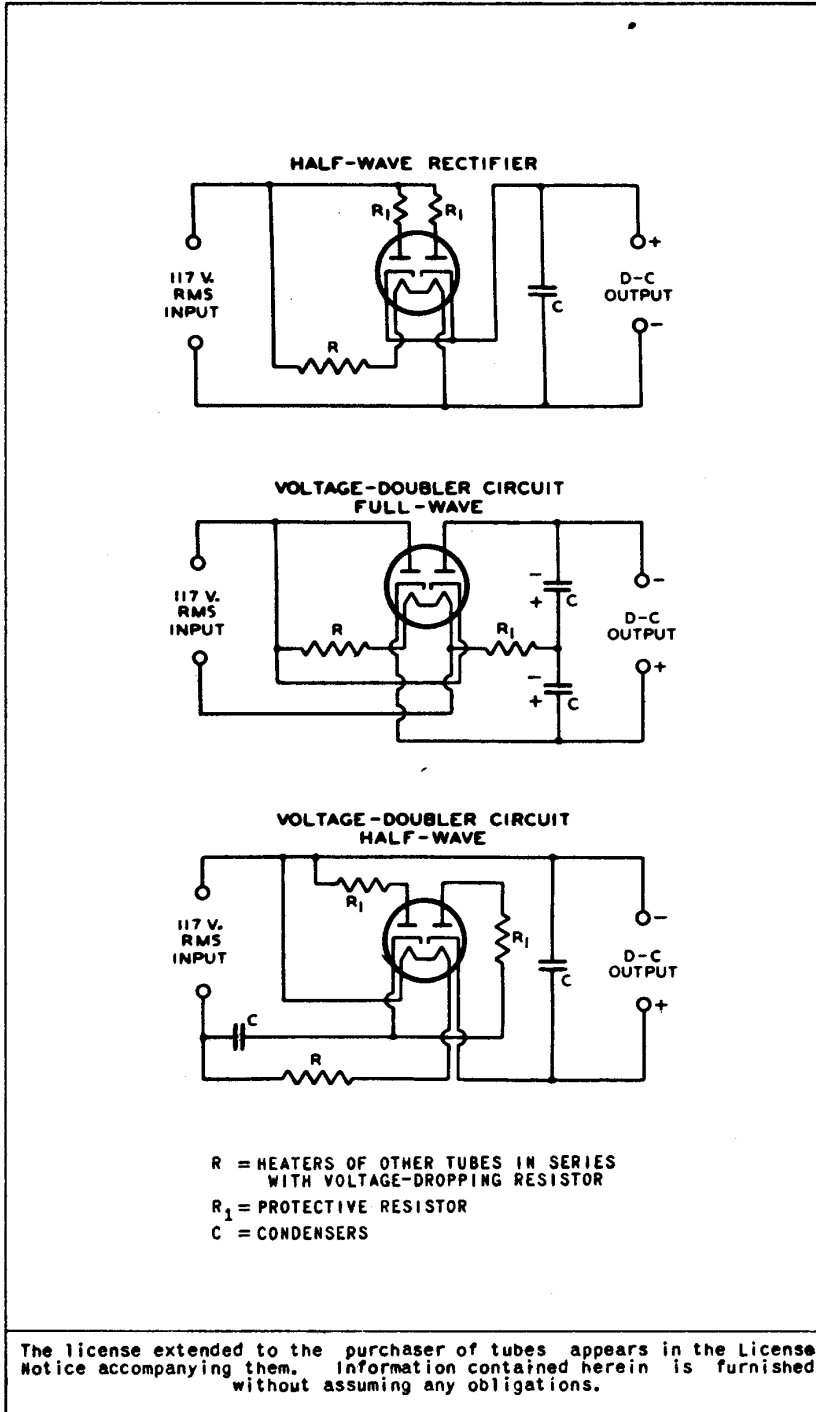 HALF-WAVE RECTIFIER
R1 R1
117 V.
RMS
INPUT
+
D-C
OUTPUT
-
C
R
VOLTAGE-DOUBLER CIRCUIT
FULL-WAVE
117 V.
RMS
INPUT
R
R1
-
+ C
-
+ C
-
D-C
OUTPUT
+
VOLTAGE-DOUBLER CIRCUIT
HALF-WAVE
117 V.
RMS
INPUT
R1
R1
C
-
D-C
OUTPUT
+
C
R
R = HEATERS OF OTHER TUBES IN SERIES
WITH VOLTAGE-DROPPING RESISTOR
R1 = PROTECTIVE RESISTOR
C = CONDENSERS
The license extended to the purchaser of tubes appears in the License
Notice accompanying them. Information contained herein is furnished
without assuming any obligations.